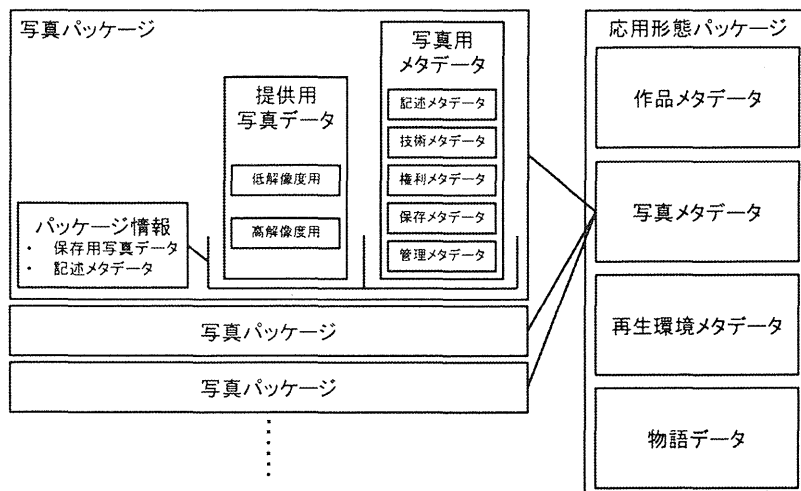 写真パッケージ
写真用
メタデータ
提供用
写真データ
記述メタデータ
技術メタデータ
権利メタデータ
保存メタデータ
管理メタデータ
低解像度用
高解像度用
パッケージ情報
・ 保存用写真データ
・ 記述メタデータ
写真パッケージ
写真パッケージ
応用形態パッケージ
作品メタデータ
写真メタデータ
再生環境メタデータ
物語データ